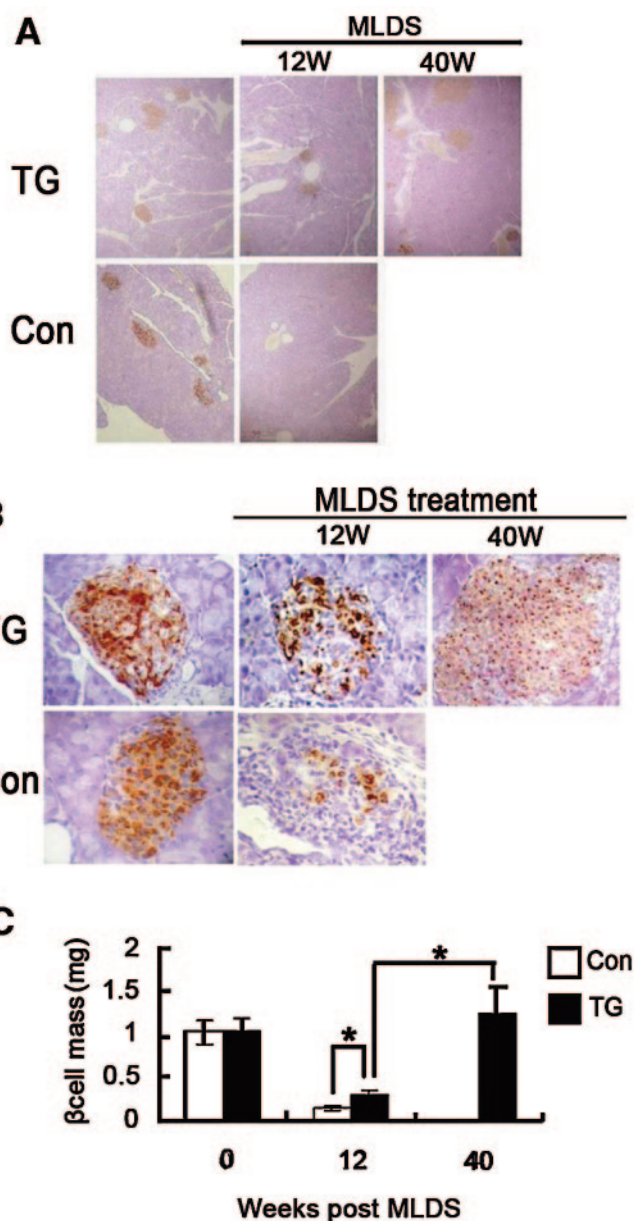 A
MLDS
12W 40W
TG
Con
B
MLDS treatment
12W 40W
G
on
C
βcell mass (mg)
2
1.5
1
0.5
0
*
*
Con
TG
0 12 40
Weeks post MLDS